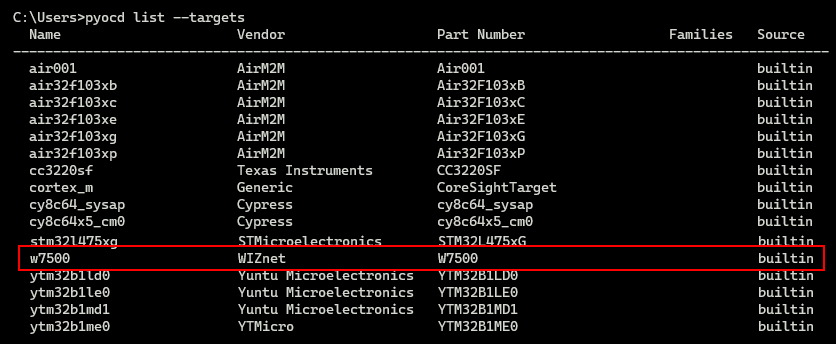 C:\Users>pyocd list --targets
Name Vendor Part Number Families Source
air001 AirM2M Air001 builtin
air32f103xb AirM2M Air32F103xB builtin
air32f103xc AirM2M Air32F103xC builtin
air32f103xe AirM2M Air32F103xE builtin
air32f103xg AirM2M Air32F103xG builtin
air32f103xp AirM2M Air32F103xP builtin
cc3220sf Texas Instruments CC3220SF builtin
cortex_m Generic CoreSightTarget builtin
cy8c64_sysap Cypress cy8c64_sysap builtin
cy8c64x5_cm0 Cypress cy8c64x5_cm0 builtin
stm32l475xg STMicroelectronics STM32L475xG builtin
w7500 WIZnet W7500 builtin
ytm32b1ld0 Yuntu Microelectronics YTM32B1LD0 builtin
ytm32b1le0 Yuntu Microelectronics YTM32B1LE0 builtin
ytm32b1md1 Yuntu Microelectronics YTM32B1MD1 builtin
ytm32b1me0 YTMicro YTM32B1ME0 builtin